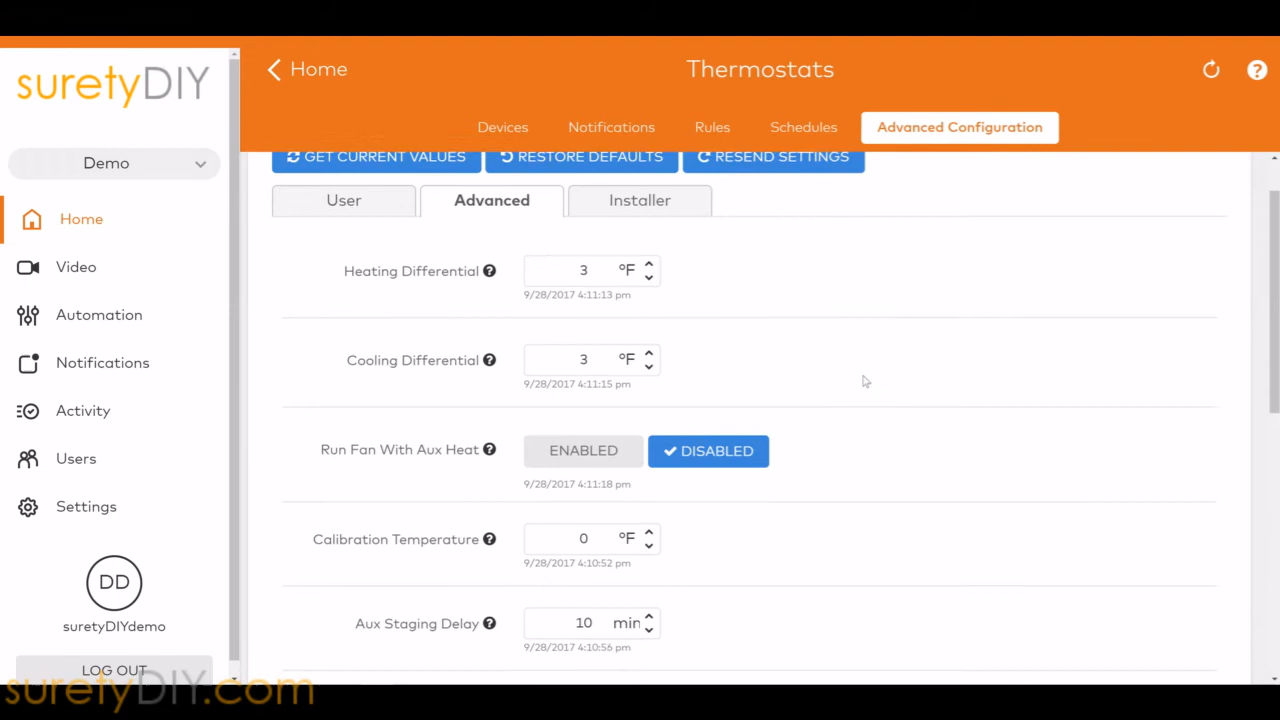 suretyDIY
Demo
Home
Video
Automation
Notifications
Activity
Users
Settings
DD
suretyDIYdemo
LOG OUT
Home
Thermostats
?
Devices
Notifications
Rules
Schedules
Advanced Configuration
GET CURRENT VALUES
RESTORE DEFAULTS
RESEND SETTINGS
User
Advanced
Installer
Heating Differential ? 3 °F
9/28/2017 4:11:13 pm
Cooling Differential ? 3 °F
9/28/2017 4:11:15 pm
Run Fan With Aux Heat ? ENABLED DISABLED
9/28/2017 4:11:18 pm
Calibration Temperature ? 0 °F
9/28/2017 4:10:52 pm
Aux Staging Delay ? 10 min
9/28/2017 4:10:56 pm
suretyDIY.com